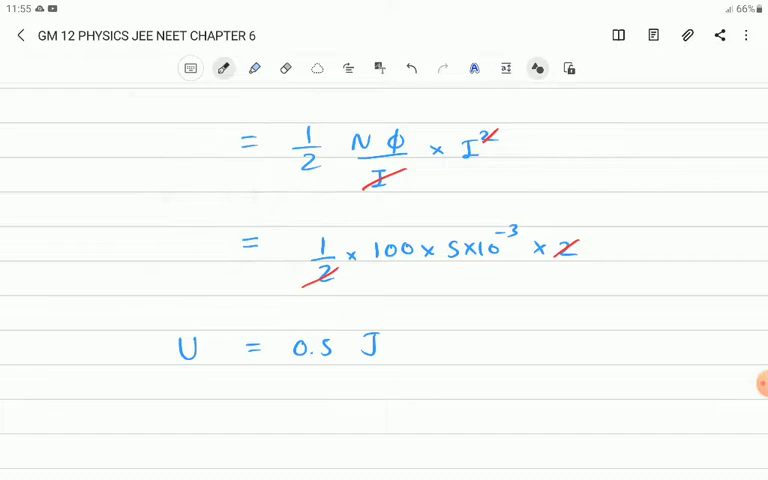 11:55 66%
GM 12 PHYSICS JEE NEET CHAPTER 6
= 1/2 NΦ/I × I²
= 1/2 × 100 × 5×10⁻³ × 2
U = 0.5 J